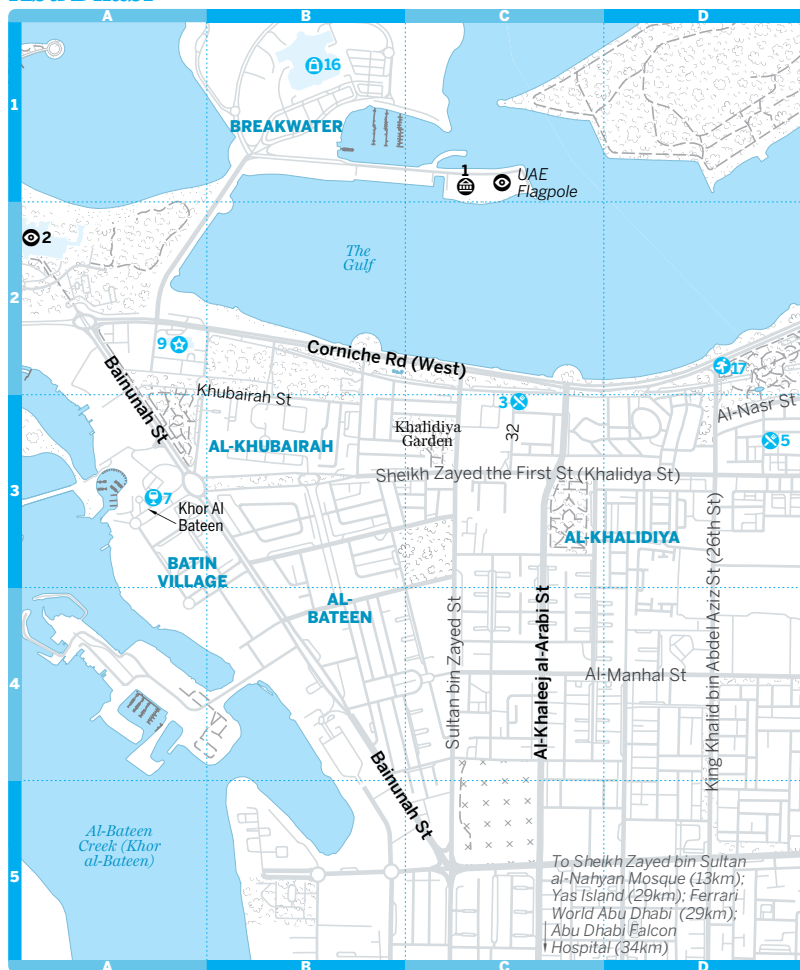 A B C D
16
1
BREAKWATER
1
UAE
Flagpole
2
The
Gulf
2
9
Corniche Rd (West)
17
Bainunah St
Khubairah St
3
Al-Nasr St
Khalidiya
Garden
32
5
AL-KHUBAIRAH
Sheikh Zayed the First St (Khalidya St)
3
7
Khor Al
Bateen
AL-KHALIDIYA
BATIN
VILLAGE
AL-
BATEEN
King Khalid bin Abdel Aziz St (26th St)
Sultan bin Zayed St
Al-Khaleej al-Arabi St
Al-Manhal St
4
Bainunah St
Al-Bateen
Creek (Khor
al-Bateen)
5
To Sheikh Zayed bin Sultan
al-Nahyan Mosque (13km);
Yas Island (29km); Ferrari
World Abu Dhabi (29km);
Abu Dhabi Falcon
Hospital (34km)
A B C D